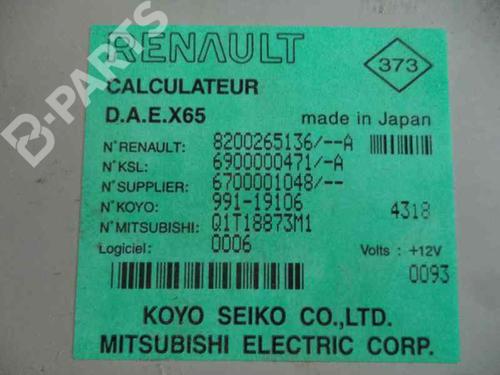 RENAULT
373
CALCULATEUR
D.A.E.X65
made in Japan
N°RENAULT: 8200265136/--A
N°KSL: 6900000471/-A
N°SUPPLIER: 6700001048/--
N°KOYO: 991-19106
4318
N°MITSUBISHI: Q1T18873M1
Logiciel: 0006
Volts : +12V
0093
KOYO SEIKO CO.,LTD.
MITSUBISHI ELECTRIC CORP.
B-PARTS
B-PARTS